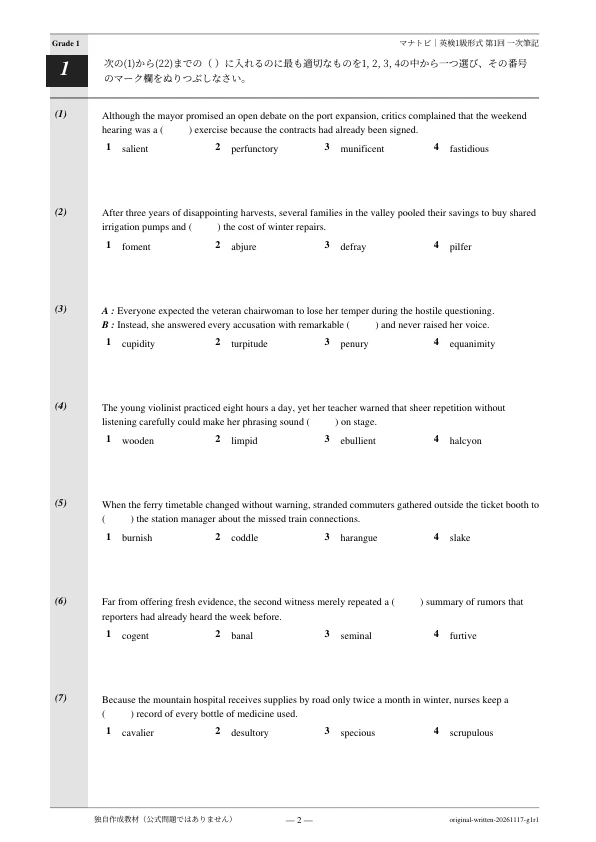 Grade 1
マナトビ｜英検1級形式 第1回 一次筆記
1
次の(1)から(22)までの（ ）に入れるのに最も適切なものを1, 2, 3, 4の中から一つ選び、その番号
のマーク欄をぬりつぶしなさい。
(1)
Although the mayor promised an open debate on the port expansion, critics complained that the weekend
hearing was a ( ) exercise because the contracts had already been signed.
1 salient 2 perfunctory 3 munificent 4 fastidious
(2)
After three years of disappointing harvests, several families in the valley pooled their savings to buy shared
irrigation pumps and ( ) the cost of winter repairs.
1 foment 2 abjure 3 defray 4 pilfer
(3)
A : Everyone expected the veteran chairwoman to lose her temper during the hostile questioning.
B : Instead, she answered every accusation with remarkable ( ) and never raised her voice.
1 cupidity 2 turpitude 3 penury 4 equanimity
(4)
The young violinist practiced eight hours a day, yet her teacher warned that sheer repetition without
listening carefully could make her phrasing sound ( ) on stage.
1 wooden 2 limpid 3 ebullient 4 halcyon
(5)
When the ferry timetable changed without warning, stranded commuters gathered outside the ticket booth to
( ) the station manager about the missed train connections.
1 burnish 2 coddle 3 harangue 4 slake
(6)
Far from offering fresh evidence, the second witness merely repeated a ( ) summary of rumors that
reporters had already heard the week before.
1 cogent 2 banal 3 seminal 4 furtive
(7)
Because the mountain hospital receives supplies by road only twice a month in winter, nurses keep a
( ) record of every bottle of medicine used.
1 cavalier 2 desultory 3 specious 4 scrupulous
独自作成教材（公式問題ではありません）
— 2 —
original-written-20261117-g1r1